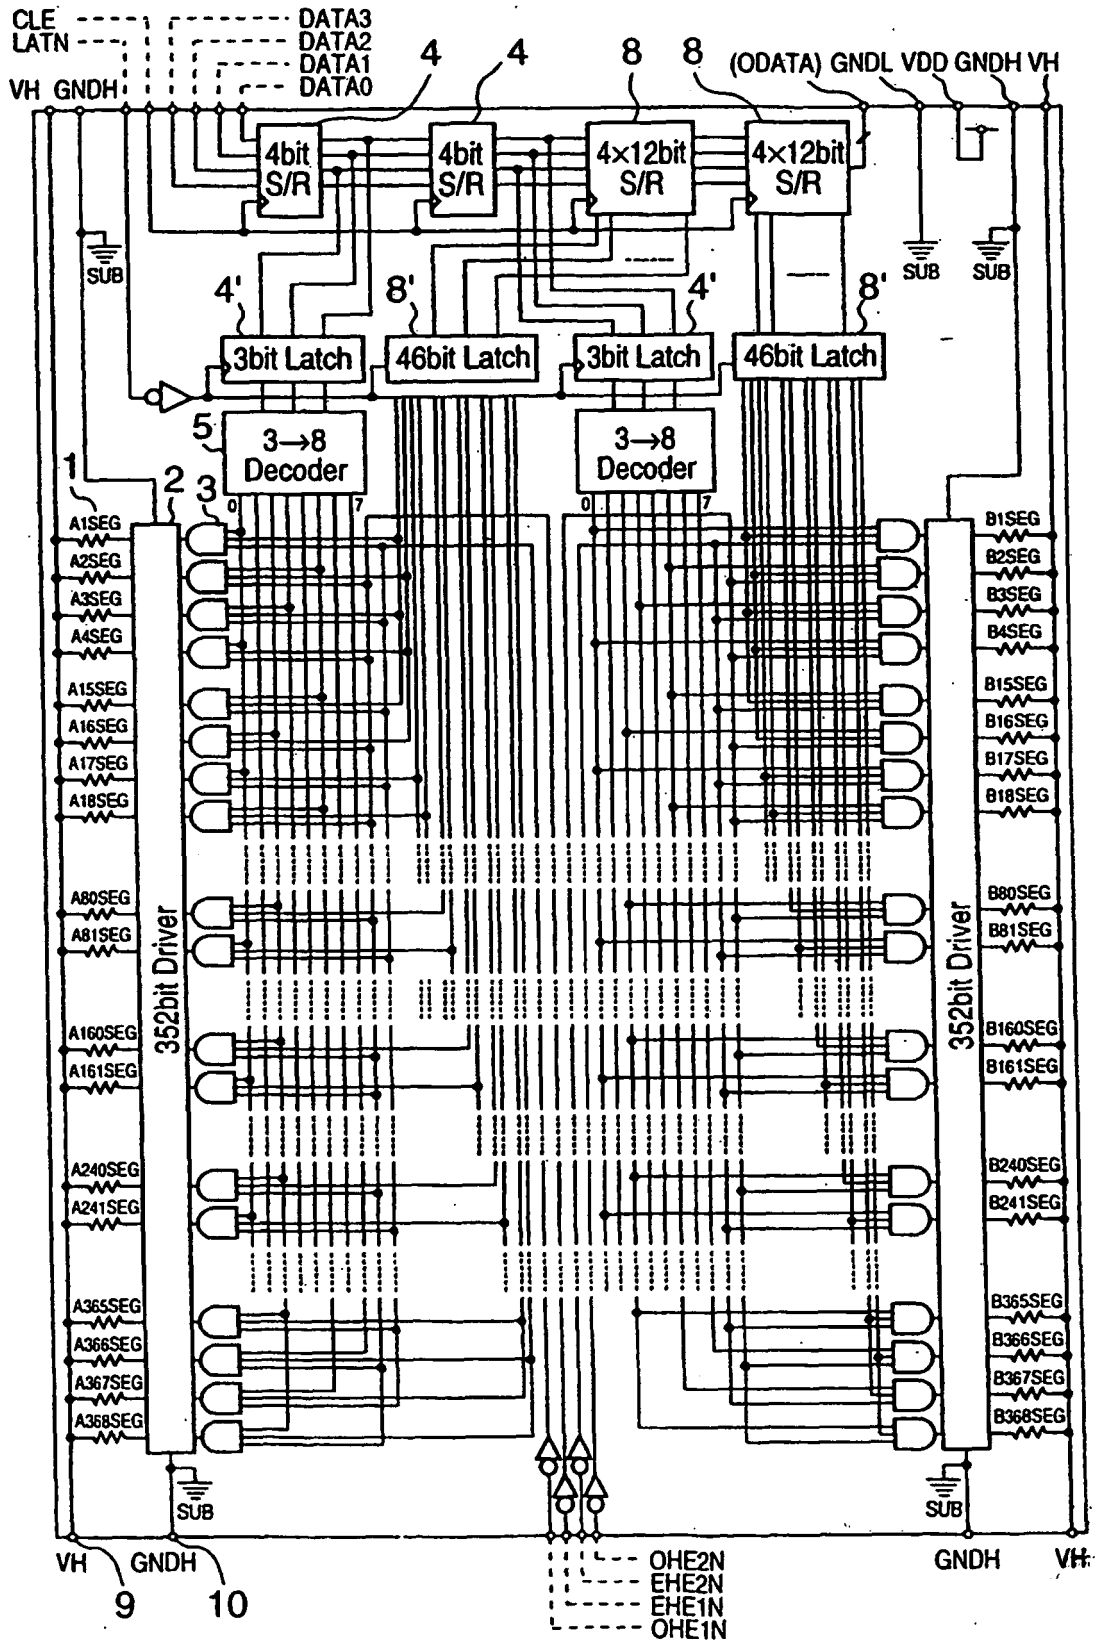 CLE
LATN
DATA3
DATA2
DATA1
DATA0
4
4
8
8
(ODATA) GNDL VDD GNDH VH
VH GNDH
4bit S/R
4bit S/R
4×12bit S/R
4×12bit S/R
SUB
SUB
SUB
4'
8'
4'
8'
3bit Latch
46bit Latch
3bit Latch
46bit Latch
5
3→8 Decoder
3→8 Decoder
0
7
0
7
1
2
3
A1SEG
A2SEG
A3SEG
A4SEG
A15SEG
A16SEG
A17SEG
A18SEG
A80SEG
A81SEG
A160SEG
A161SEG
A240SEG
A241SEG
A365SEG
A366SEG
A367SEG
A368SEG
352bit Driver
352bit Driver
B1SEG
B2SEG
B3SEG
B4SEG
B15SEG
B16SEG
B17SEG
B18SEG
B80SEG
B81SEG
B160SEG
B161SEG
B240SEG
B241SEG
B365SEG
B366SEG
B367SEG
B368SEG
SUB
SUB
VH
GNDH
GNDH
VH
9
10
OHE2N
EHE2N
EHE1N
OHE1N